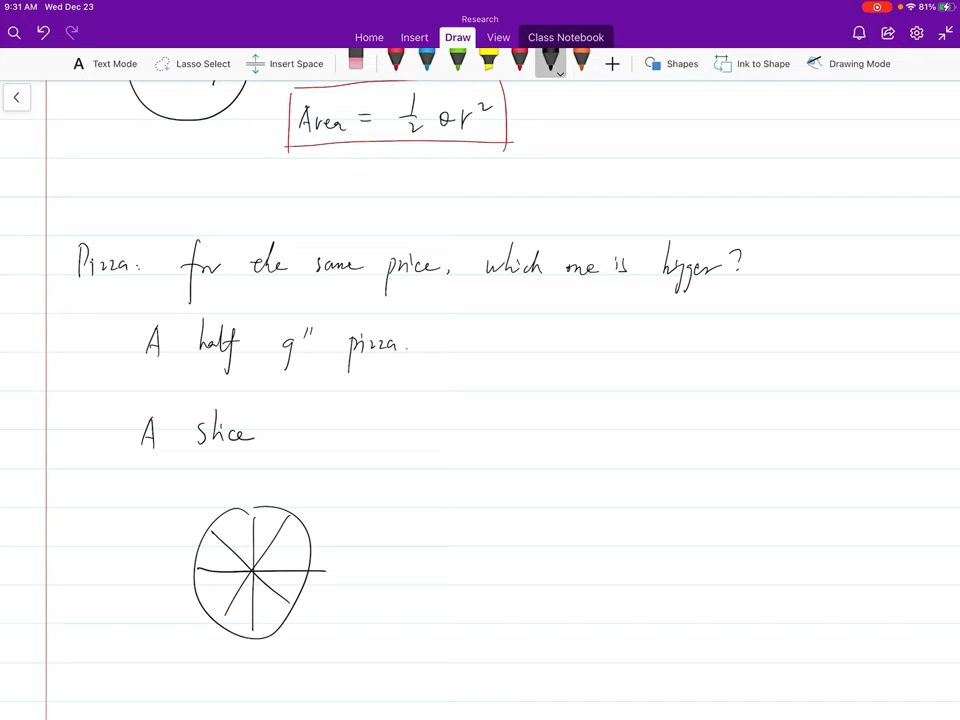 9:31 AM Wed Dec 23
81%
Research
Home Insert Draw View Class Notebook
Text Mode Lasso Select Insert Space Shapes Ink to Shape Drawing Mode
Area = 1/2 θr²
Pizza: for the same price, which one is bigger?
A half 9" pizza.
A slice